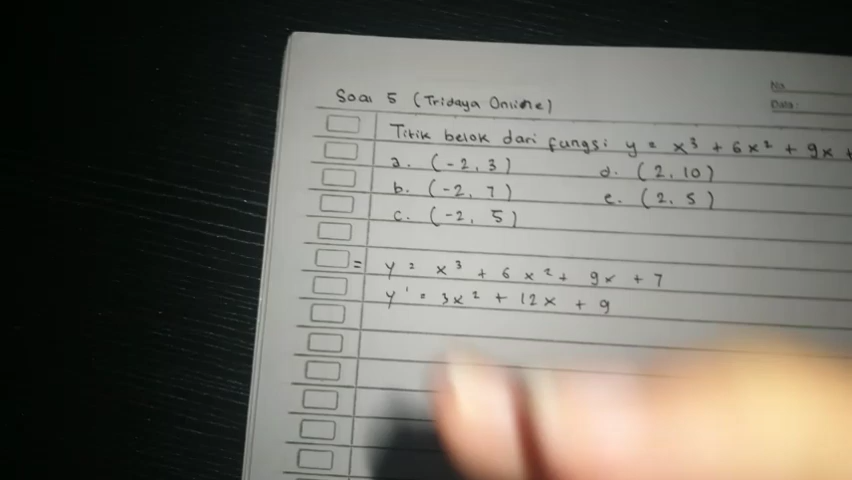 No
Date:
Soal 5 (Tridaya Online)
Titik belok dari fungsi y = x³ + 6x² + 9x +
a. (-2, 3) d. (2, 10)
b. (-2, 7) e. (2, 5)
c. (-2, 5)
= y = x³ + 6x² + 9x + 7
y' = 3x² + 12x + 9